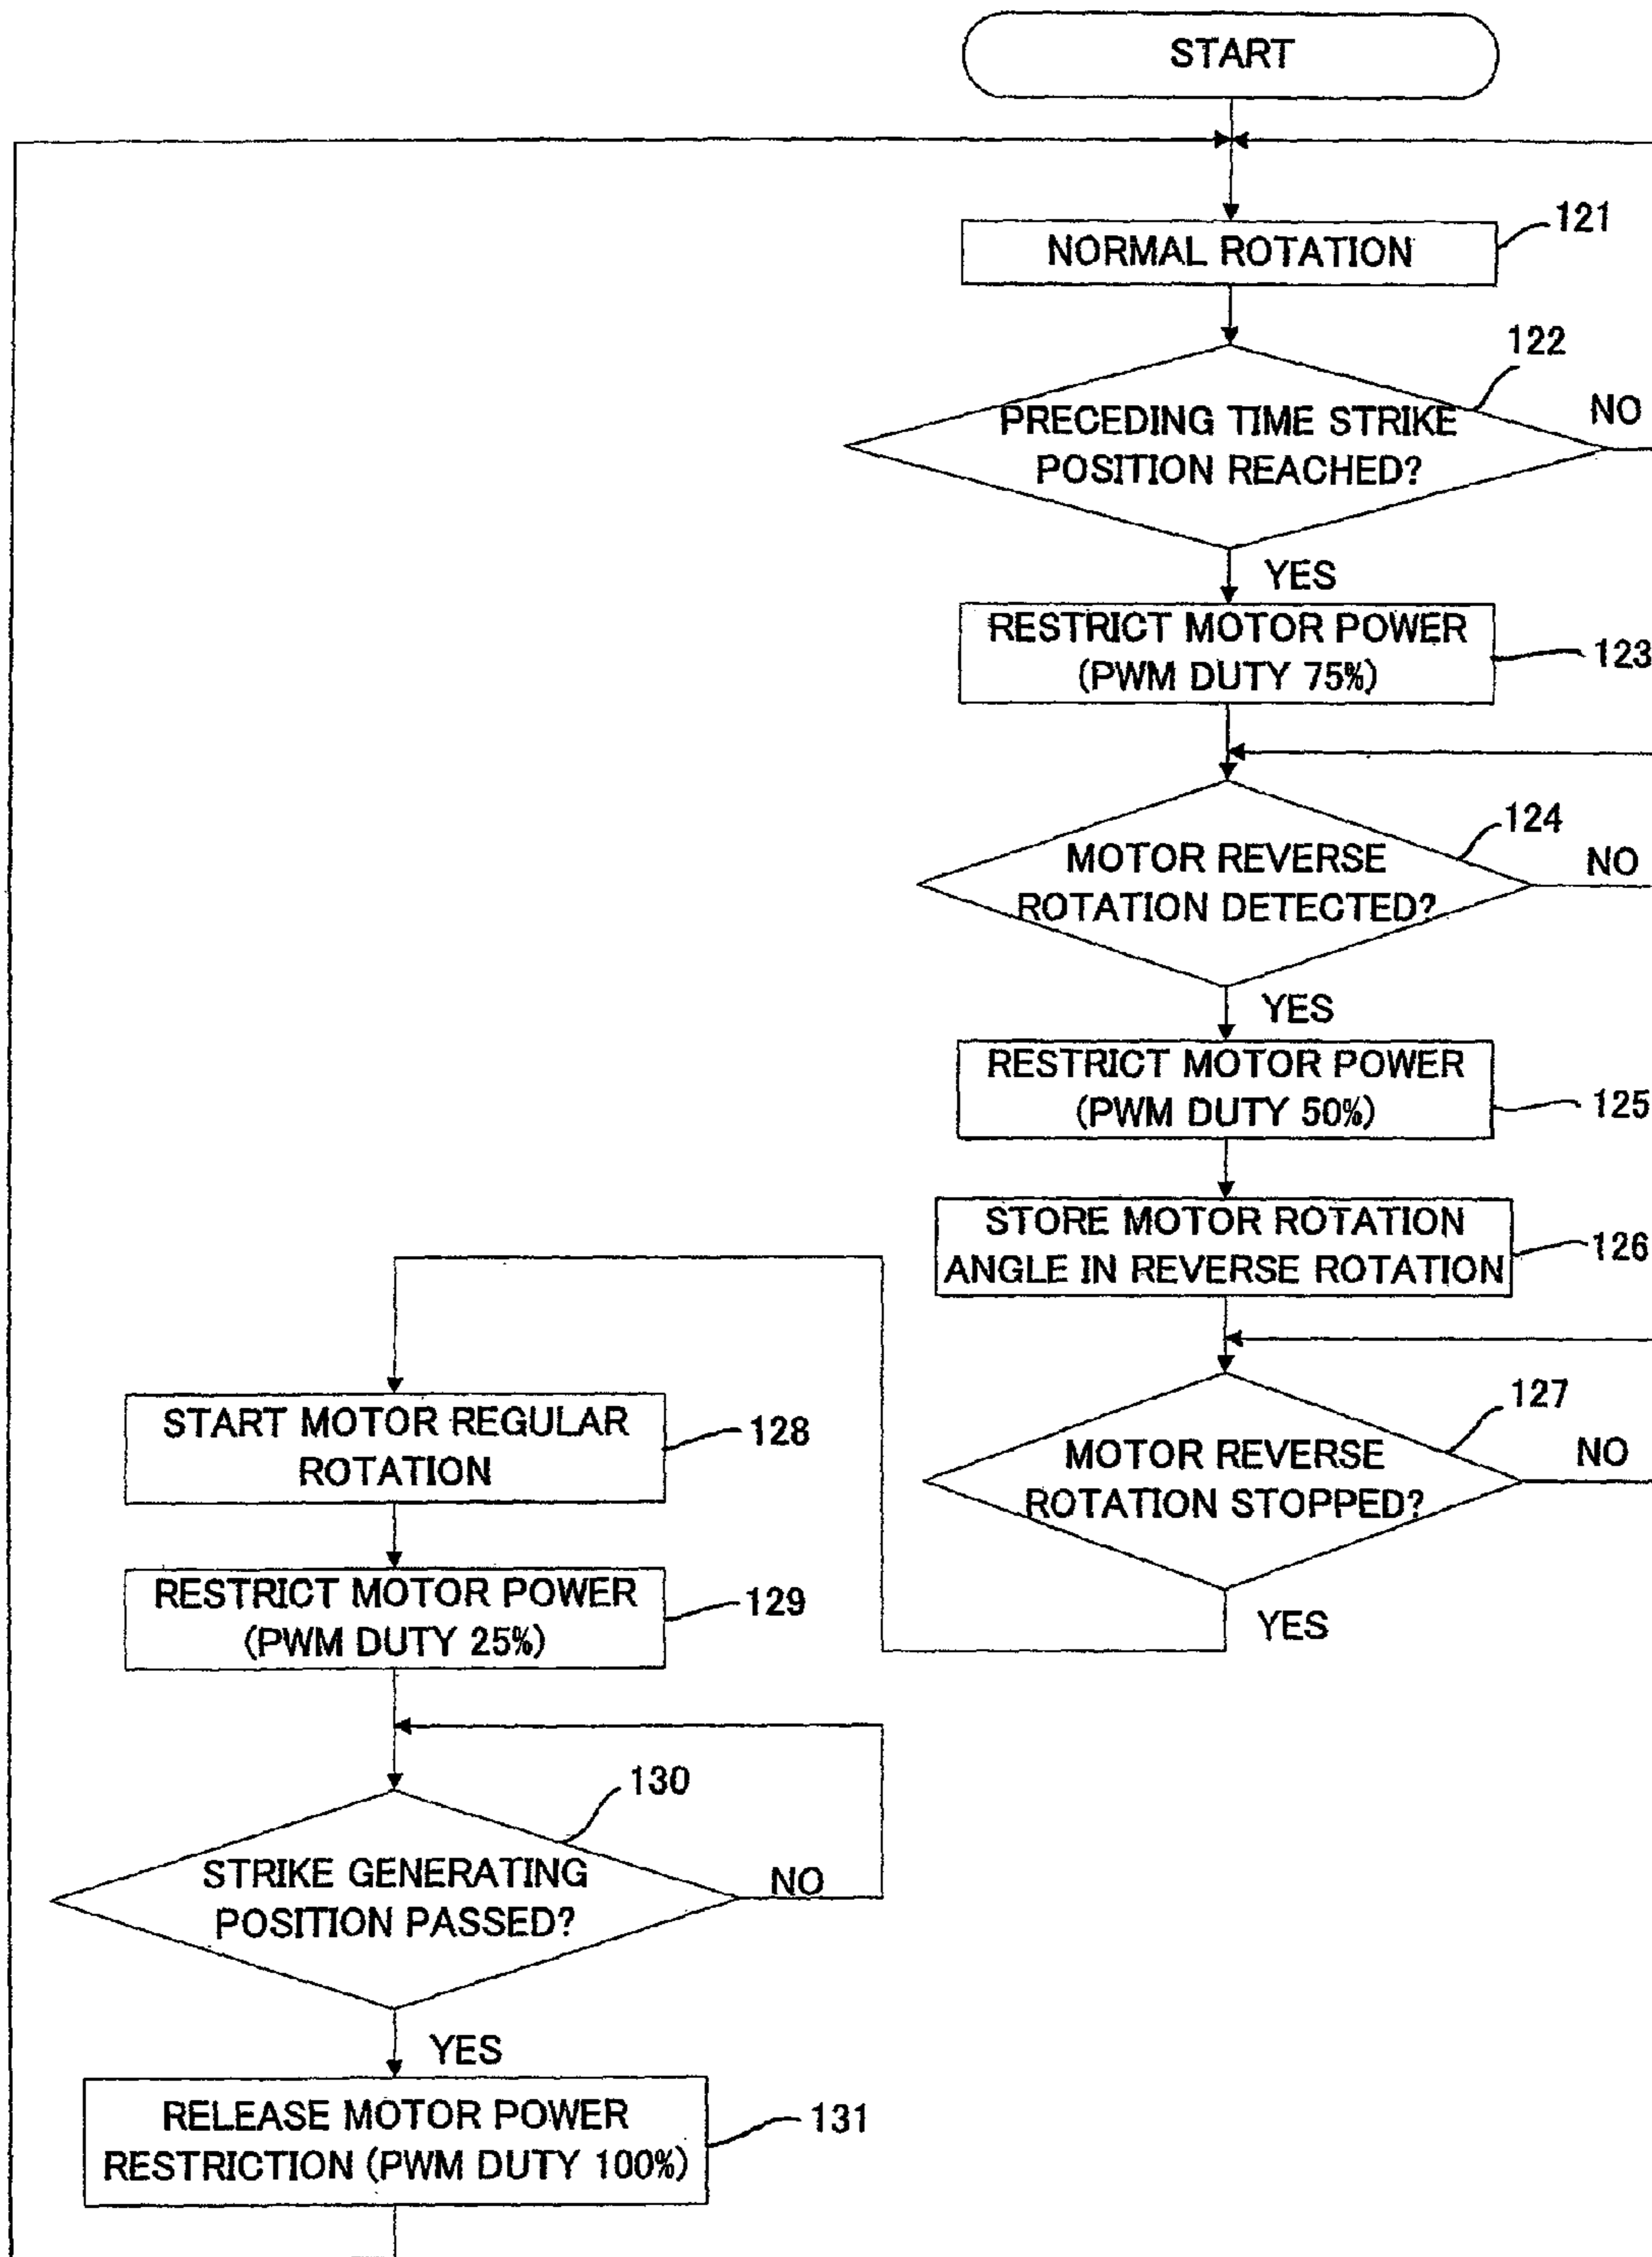 START
NORMAL ROTATION
121
122
PRECEDING TIME STRIKE
POSITION REACHED?
NO
YES
RESTRICT MOTOR POWER
(PWM DUTY 75%)
123
124
MOTOR REVERSE
ROTATION DETECTED?
NO
YES
RESTRICT MOTOR POWER
(PWM DUTY 50%)
125
STORE MOTOR ROTATION
ANGLE IN REVERSE ROTATION
126
127
MOTOR REVERSE
ROTATION STOPPED?
NO
YES
START MOTOR REGULAR
ROTATION
128
RESTRICT MOTOR POWER
(PWM DUTY 25%)
129
130
STRIKE GENERATING
POSITION PASSED?
NO
YES
RELEASE MOTOR POWER
RESTRICTION (PWM DUTY 100%)
131